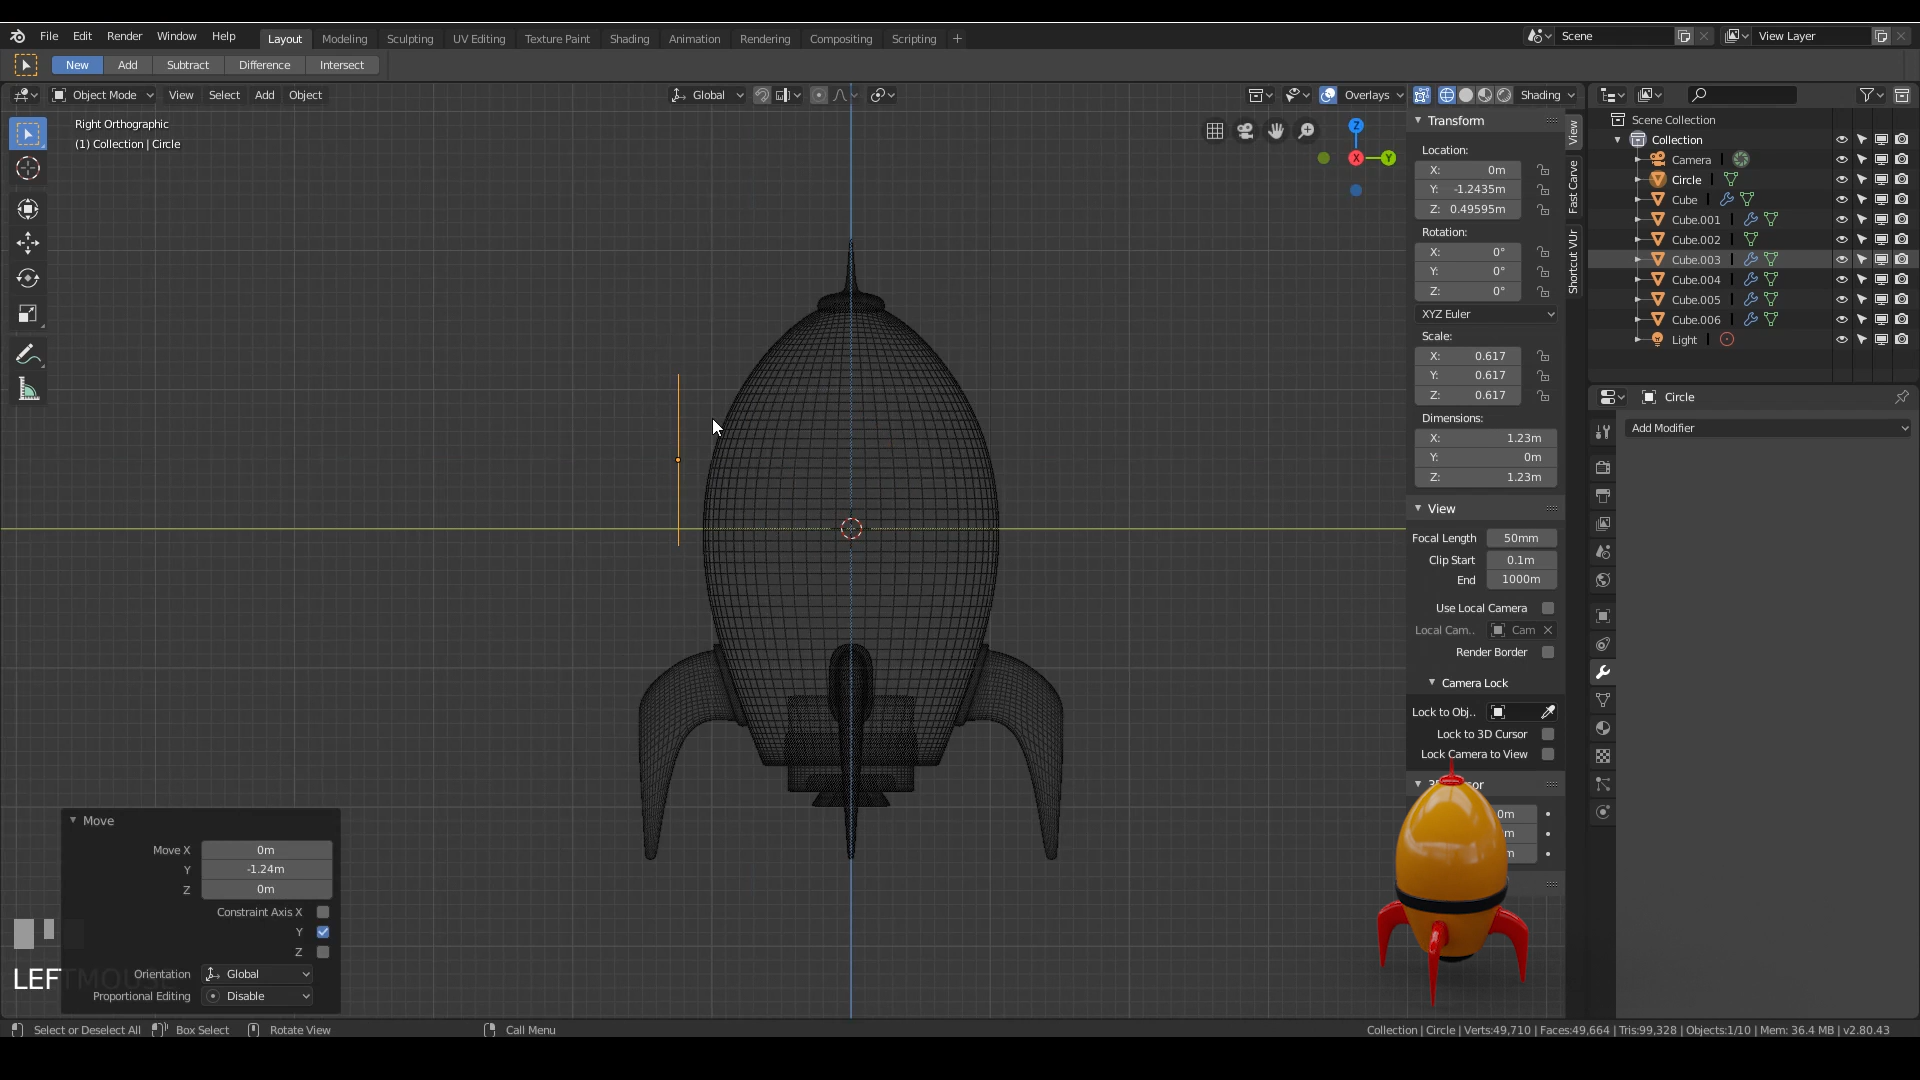 File Edit Render Window Help Layout Modeling Sculpting UV Editing Texture Paint Shading Animation Rendering Compositing Scripting + Scene View Layer
New Add Subtract Difference Intersect
Object Mode View Select Add Object Global Overlays Shading
Right Orthographic
(1) Collection | Circle
Z
X
Y
Transform
Location:
X: 0m
Y: -1.2435m
Z: 0.49595m
Rotation:
X: 0°
Y: 0°
Z: 0°
XYZ Euler
Scale:
X: 0.617
Y: 0.617
Z: 0.617
Dimensions:
X: 1.23m
Y: 0m
Z: 1.23m
View
Focal Length 50mm
Clip Start 0.1m
End 1000m
Use Local Camera
Local Cam.. Cam
Render Border
Camera Lock
Lock to Obj..
Lock to 3D Cursor
Lock Camera to View
0m
View
Fast Carve
Shortcut VUr
Scene Collection
Collection
Camera
Circle
Cube
Cube.001
Cube.002
Cube.003
Cube.004
Cube.005
Cube.006
Light
Circle
Add Modifier
Move
Move X 0m
Y -1.24m
Z 0m
Constraint Axis X
Y
Z
Orientation Global
Proportional Editing Disable
Select or Deselect All Box Select Rotate View Call Menu Collection | Circle | Verts:49,710 | Faces:49,664 | Tris:99,328 | Objects:1/10 | Mem: 36.4 MB | v2.80.43